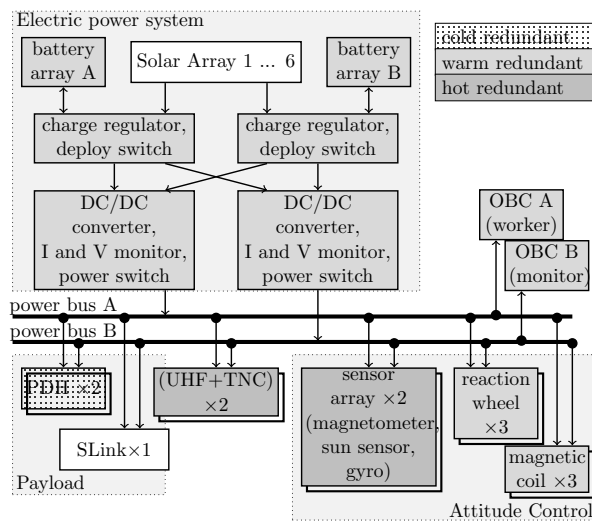 Electric power system
battery
array A
Solar Array 1 ... 6
battery
array B
cold redundant
warm redundant
hot redundant
charge regulator,
deploy switch
charge regulator,
deploy switch
DC/DC
converter,
I and V monitor,
power switch
DC/DC
converter,
I and V monitor,
power switch
OBC A
(worker)
OBC B
(monitor)
power bus A
power bus B
PDH ×2
(UHF+TNC)
×2
sensor
array ×2
(magnetometer,
sun sensor,
gyro)
reaction
wheel
×3
SLink×1
magnetic
coil ×3
Payload
Attitude Control